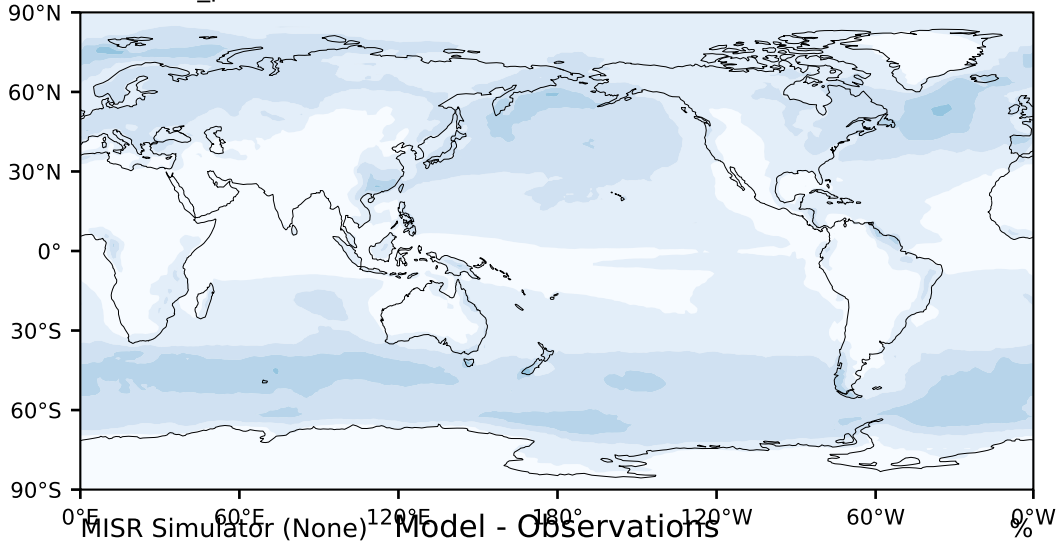 90°N
60°N
30°N
0°
30°S
60°S
90°S
0°E 60°E 120°E 180° 120°W 60°W 0°W
MISR Simulator (None) Model - Observations %